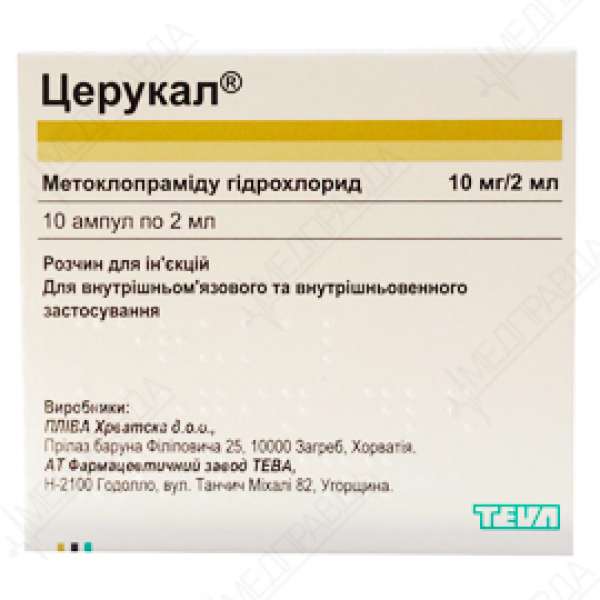 Церукал®
Метоклопраміду гідрохлорид 10 мг/2 мл
10 ампул по 2 мл
Розчин для ін'єкцій
Для внутрішньом'язового та внутрішньовенного
застосування
Виробники:
ПЛІВА Хрватска д.о.о.,
Прілаз баруна Філіповича 25, 10000 Загреб, Хорватія.
АТ Фармацевтичний завод ТЕВА,
Н-2100 Годолло, вул. Танчич Міхалі 82, Угорщина.
TEVA
МЕДПРАВДА